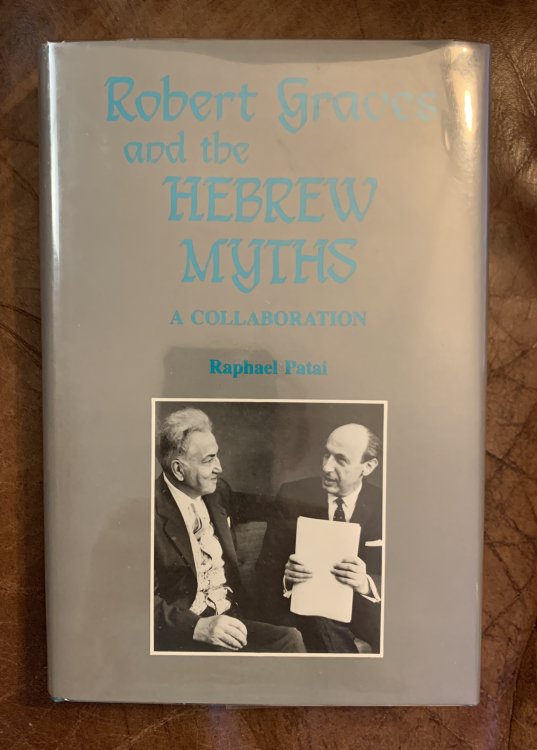 Robert Graves
and the
HEBREW
MYTHS
A COLLABORATION
Raphael Patai